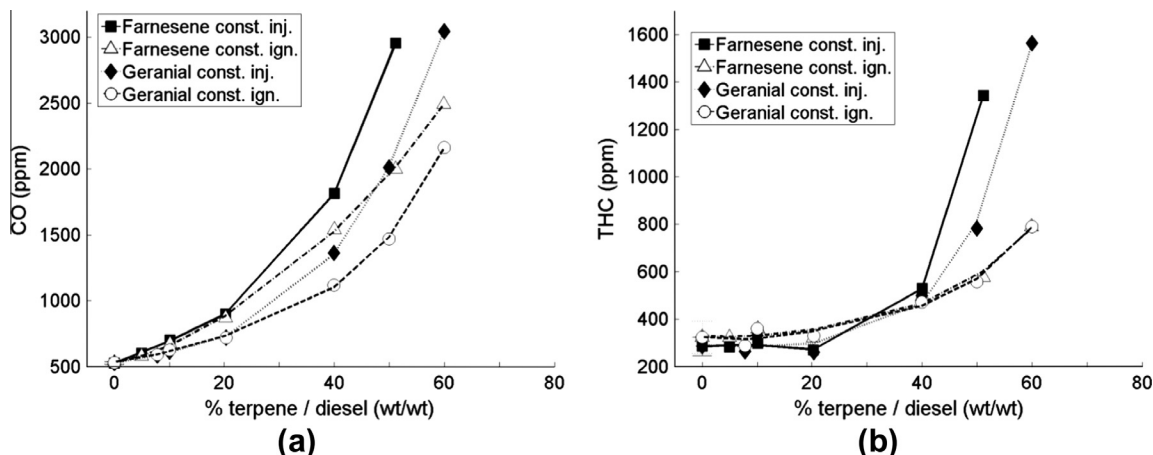 3000
2500
2000
1500
1000
500
CO (ppm)
Farnesene const. inj.
Farnesene const. ign.
Geranial const. inj.
Geranial const. ign.
0
20
40
60
80
% terpene / diesel (wt/wt)
(a)
1600
1400
1200
1000
800
600
400
200
THC (ppm)
Farnesene const. inj.
Farnesene const. ign.
Geranial const. inj.
Geranial const. ign.
0
20
40
60
80
% terpene / diesel (wt/wt)
(b)